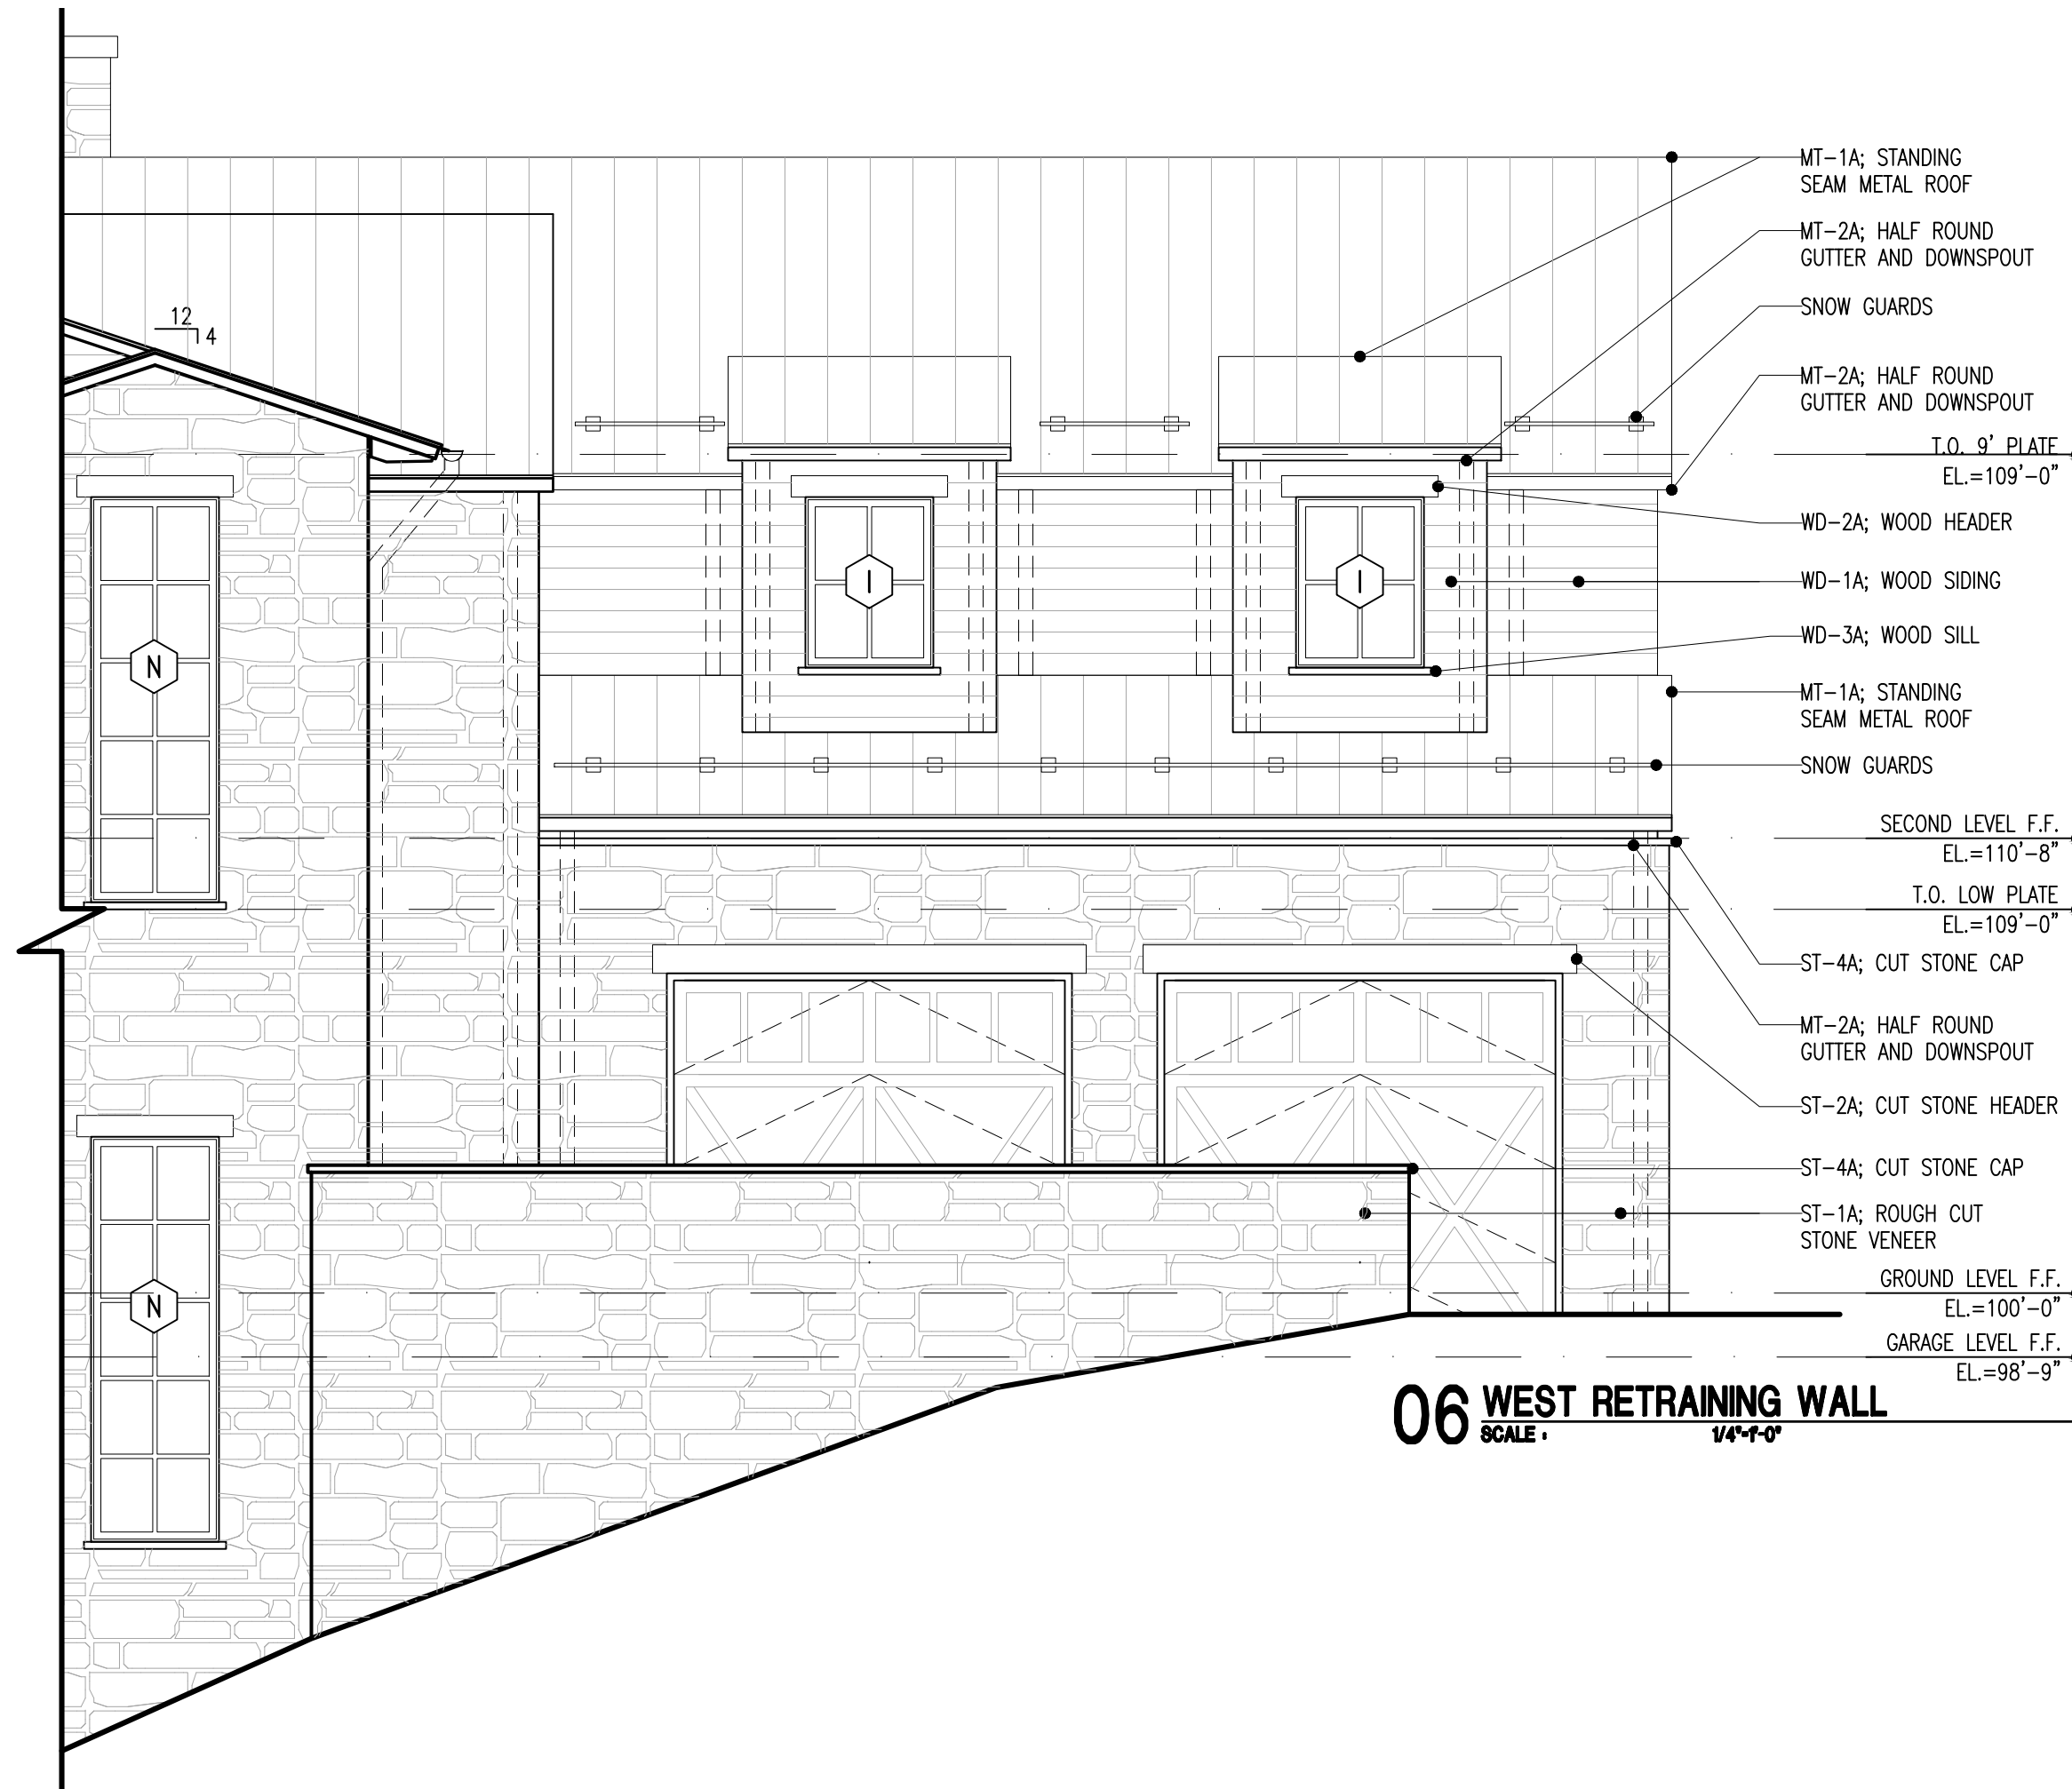 MT-1A; STANDING
SEAM METAL ROOF
MT-2A; HALF ROUND
GUTTER AND DOWNSPOUT
SNOW GUARDS
12
4
MT-2A; HALF ROUND
GUTTER AND DOWNSPOUT
T.O. 9' PLATE
EL.=109'-0"
WD-2A; WOOD HEADER
I
I
WD-1A; WOOD SIDING
WD-3A; WOOD SILL
N
MT-1A; STANDING
SEAM METAL ROOF
SNOW GUARDS
SECOND LEVEL F.F.
EL.=110'-8"
T.O. LOW PLATE
EL.=109'-0"
ST-4A; CUT STONE CAP
MT-2A; HALF ROUND
GUTTER AND DOWNSPOUT
ST-2A; CUT STONE HEADER
ST-4A; CUT STONE CAP
ST-1A; ROUGH CUT
STONE VENEER
GROUND LEVEL F.F.
EL.=100'-0"
N
GARAGE LEVEL F.F.
EL.=98'-9"
06 WEST RETRAINING WALL
SCALE : 1/4"=1'-0"